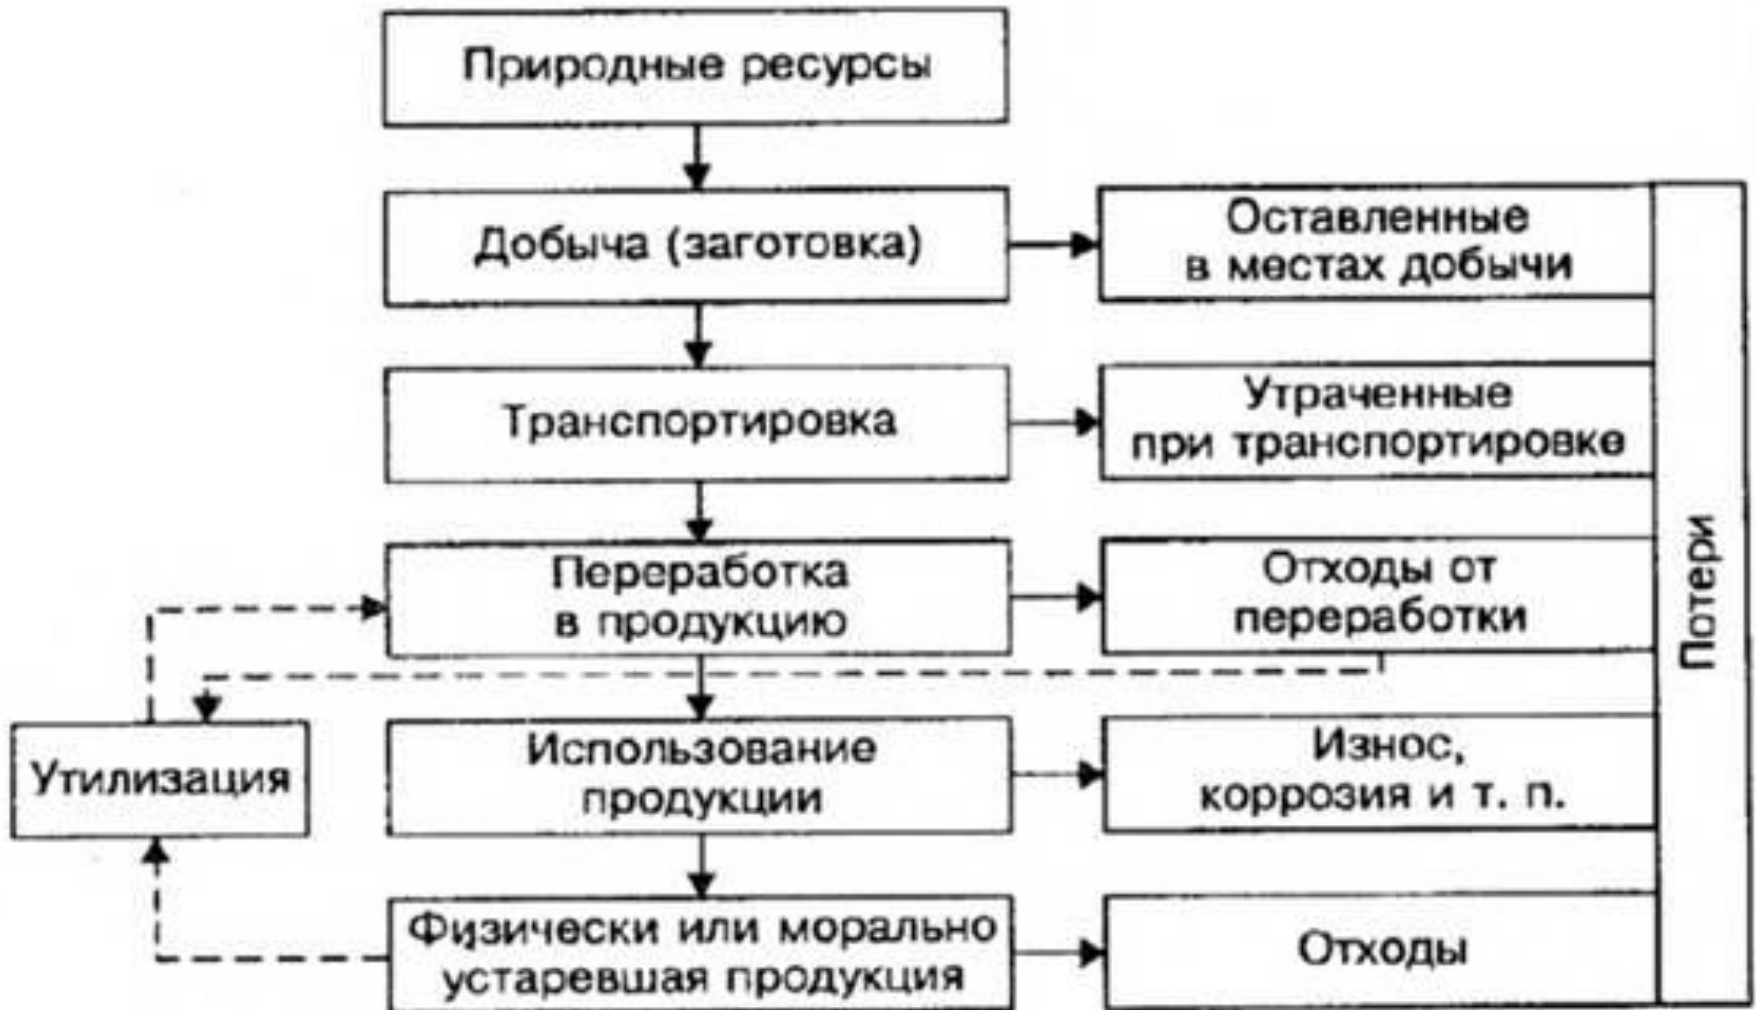 Природные ресурсы
Добыча (заготовка)
Оставленные
в местах добычи
Транспортировка
Утраченные
при транспортировке
Переработка
в продукцию
Отходы от
переработки
Потери
Утилизация
Использование
продукции
Износ,
коррозия и т. п.
Физически или морально
устаревшая продукция
Отходы